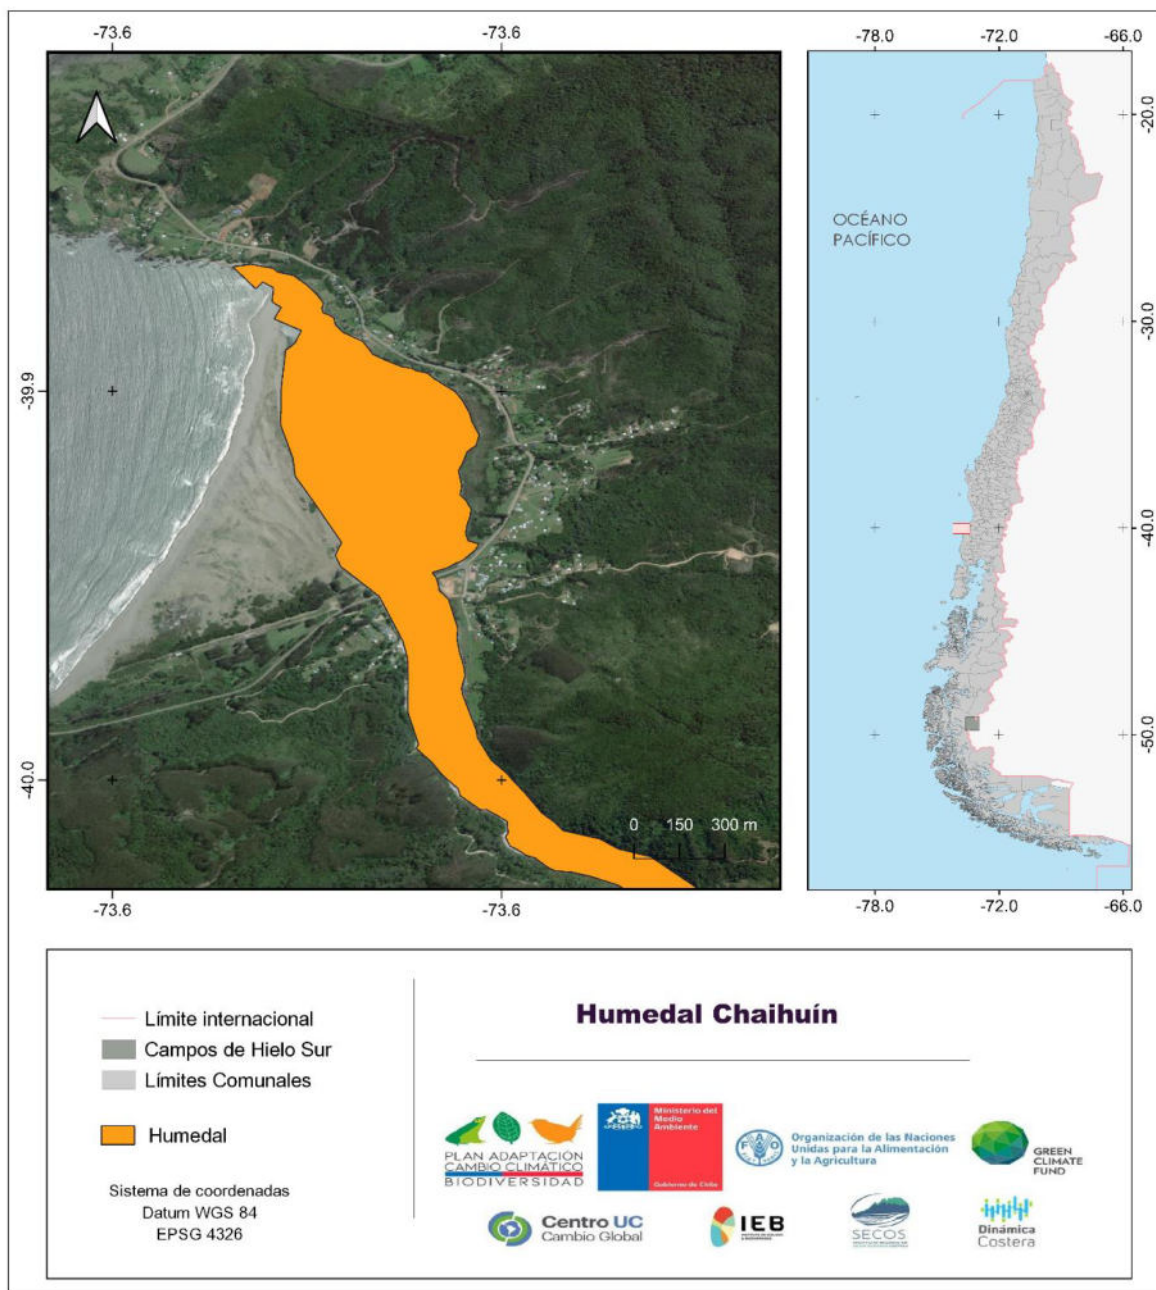 -73.6
-73.6
-78.0
-72.0
-66.0
-20.0
OCÉANO
PACÍFICO
-30.0
-39.9
-40.0
-50.0
-40.0
0 150 300 m
-73.6
-73.6
-78.0
-72.0
-66.0
Límite internacional
Campos de Hielo Sur
Límites Comunales
Humedal
Sistema de coordenadas
Datum WGS 84
EPSG 4326
Humedal Chaihuín
PLAN ADAPTACIÓN
CAMBIO CLIMÁTICO
BIODIVERSIDAD
Ministerio del
Medio
Ambiente
Gobierno de Chile
FAO
Organización de las Naciones
Unidas para la Alimentación
y la Agricultura
GREEN
CLIMATE
FUND
Centro UC
Cambio Global
IEB
SECOS
Dinámica
Costera